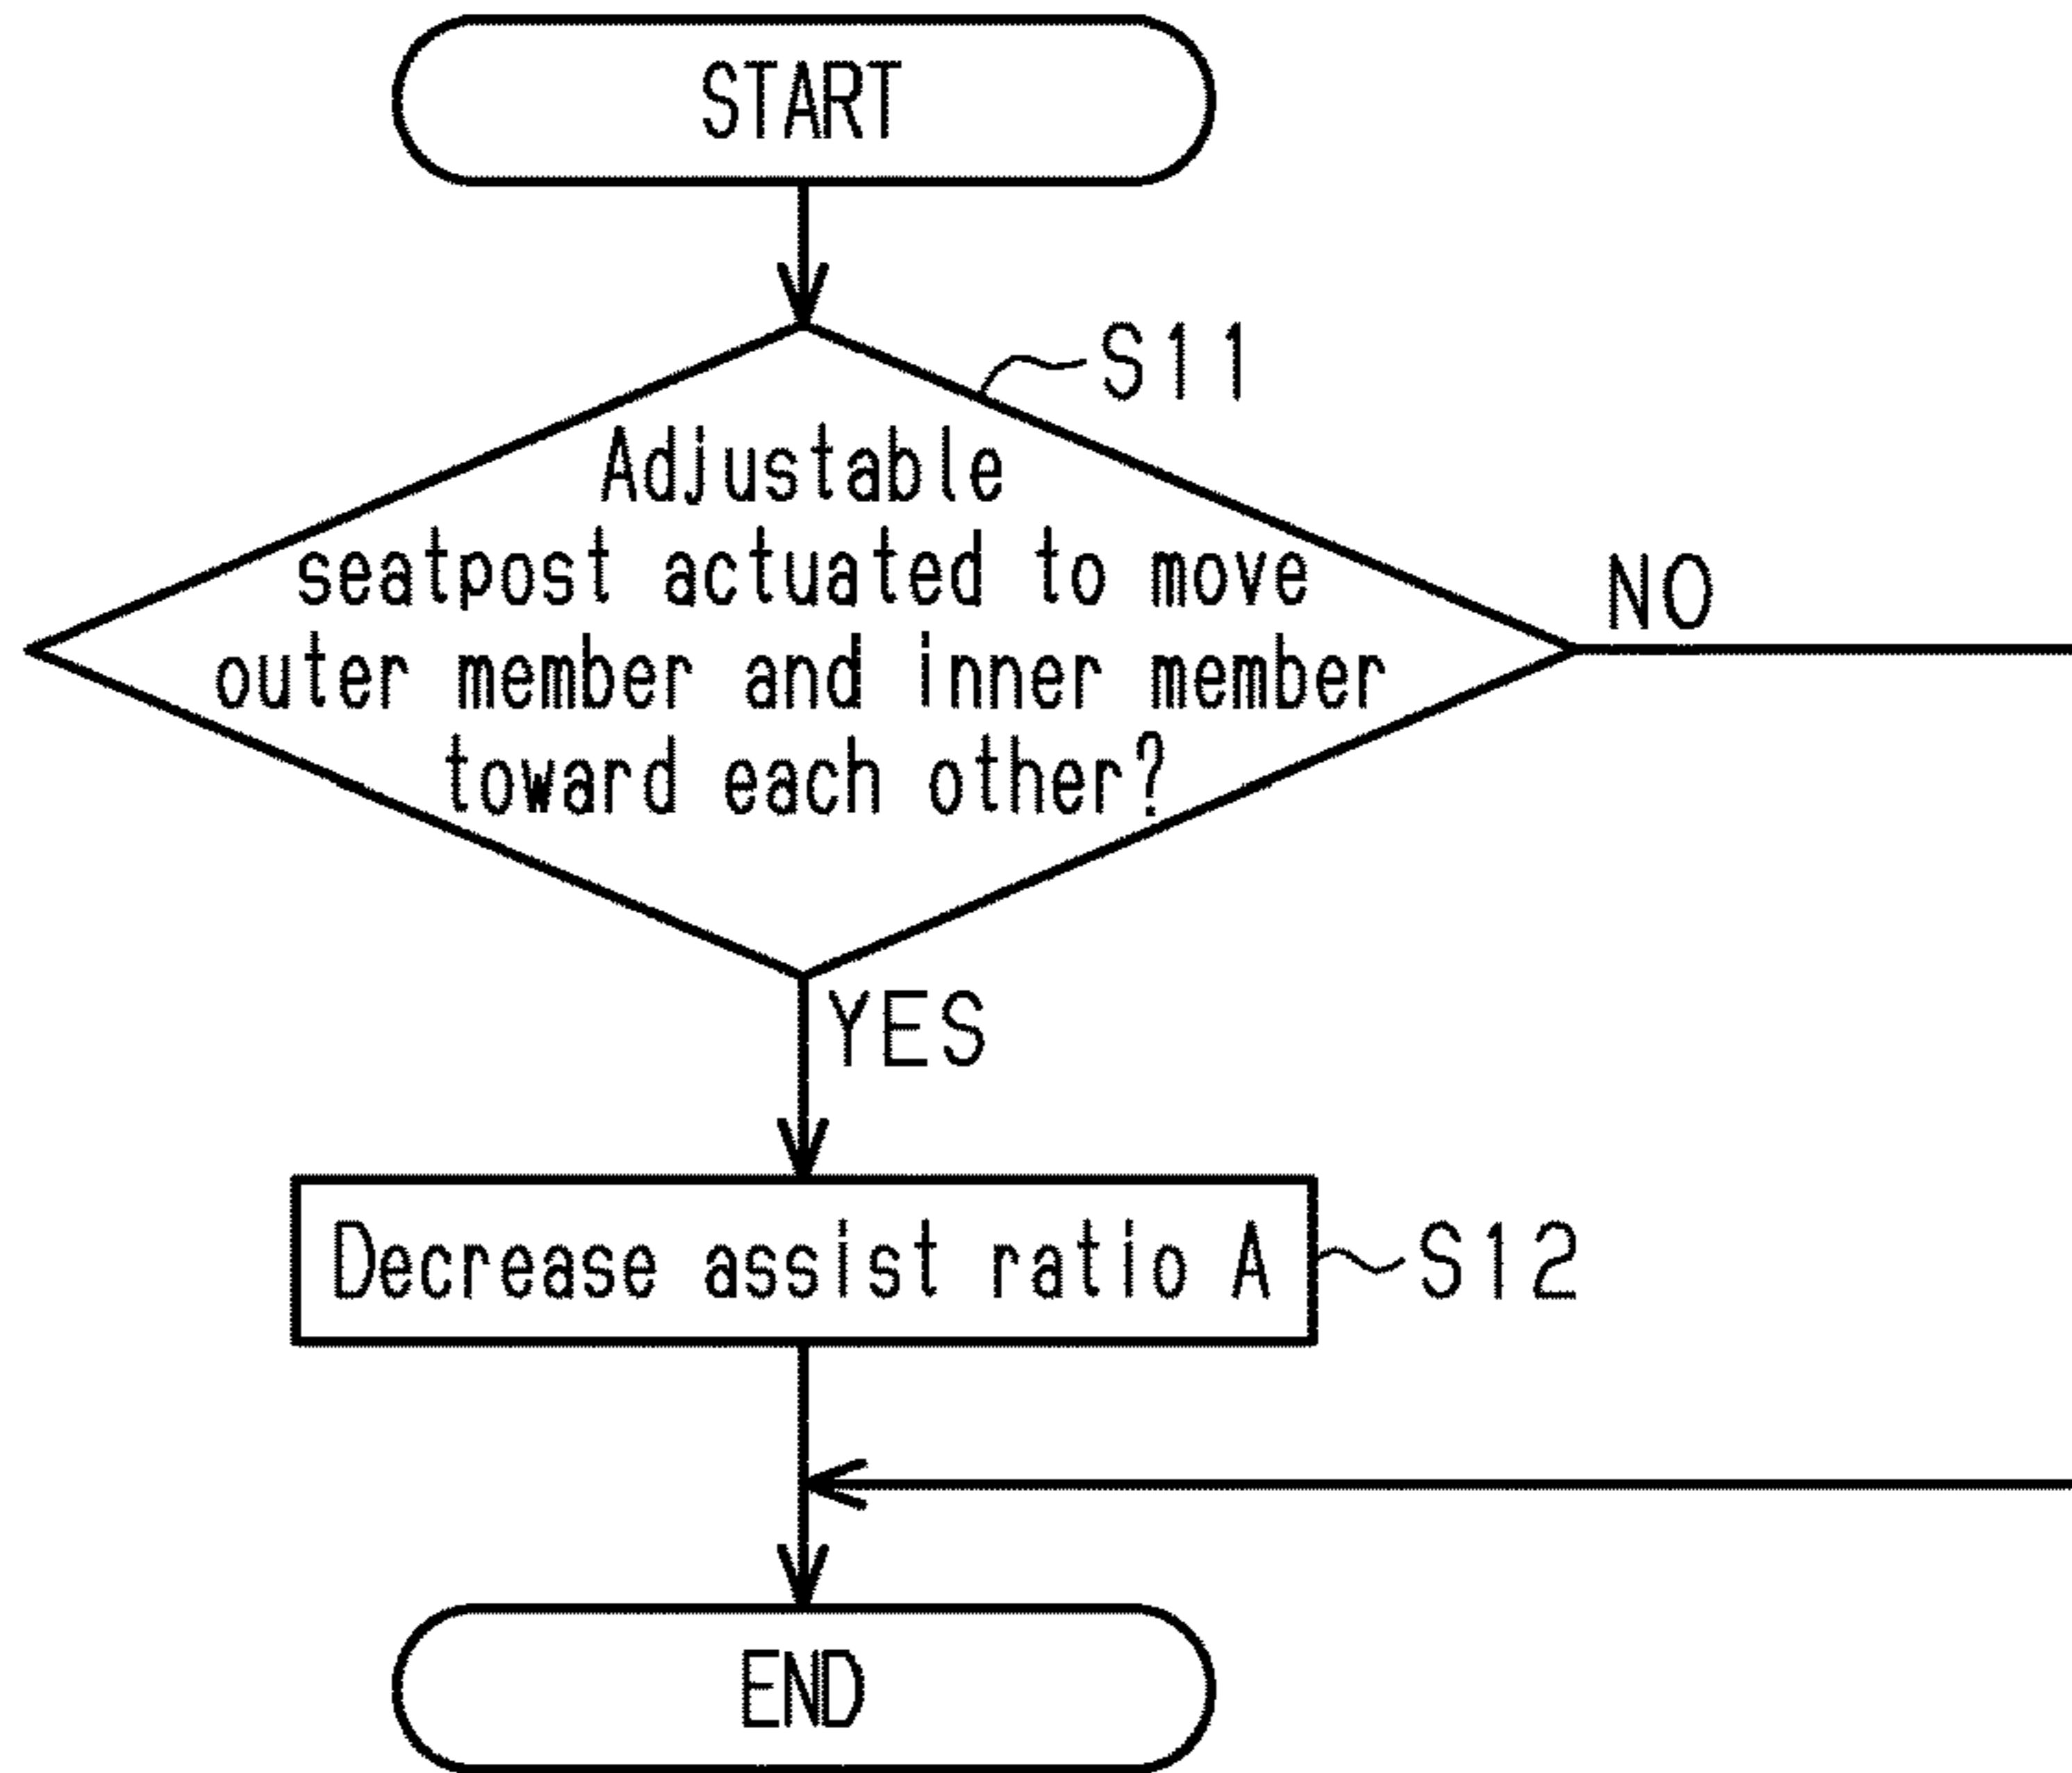 START
S11
Adjustable
seatpost actuated to move
outer member and inner member
toward each other?
NO
YES
Decrease assist ratio A
S12
END